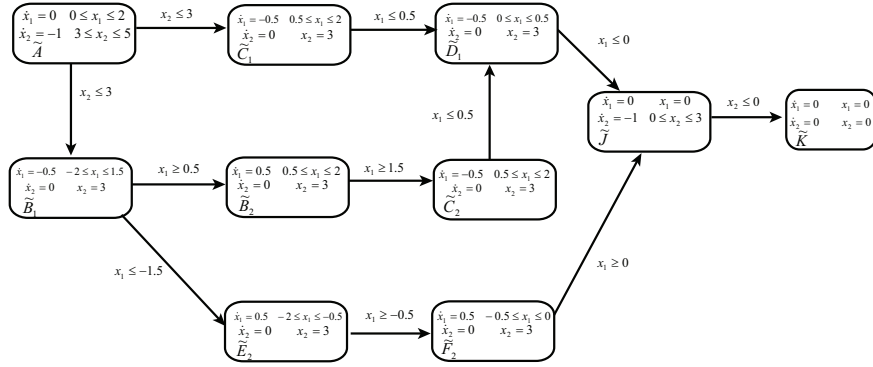 ẋ₁ = 0 0 ≤ x₁ ≤ 2
ẋ₂ = −1 3 ≤ x₂ ≤ 5
Ã
x₂ ≤ 3
ẋ₁ = −0.5 0.5 ≤ x₁ ≤ 2
ẋ₂ = 0 x₂ = 3
C̃₁
x₁ ≤ 0.5
ẋ₁ = −0.5 0 ≤ x₁ ≤ 0.5
ẋ₂ = 0 x₂ = 3
D̃₁
x₁ ≤ 0
x₂ ≤ 3
x₁ ≤ 0.5
ẋ₁ = 0 x₁ = 0
ẋ₂ = −1 0 ≤ x₂ ≤ 3
J̃
x₂ ≤ 0
ẋ₁ = 0 x₁ = 0
ẋ₂ = 0 x₂ = 0
K̃
ẋ₁ = −0.5 −2 ≤ x₁ ≤ 1.5
ẋ₂ = 0 x₂ = 3
B̃₁
x₁ ≥ 0.5
ẋ₁ = 0.5 0.5 ≤ x₁ ≤ 2
ẋ₂ = 0 x₂ = 3
B̃₂
x₁ ≥ 1.5
ẋ₁ = −0.5 0.5 ≤ x₁ ≤ 2
ẋ₂ = 0 x₂ = 3
C̃₂
x₁ ≤ −1.5
x₁ ≥ 0
ẋ₁ = 0.5 −2 ≤ x₁ ≤ −0.5
ẋ₂ = 0 x₂ = 3
Ẽ₂
x₁ ≥ −0.5
ẋ₁ = 0.5 −0.5 ≤ x₁ ≤ 0
ẋ₂ = 0 x₂ = 3
F̃₂